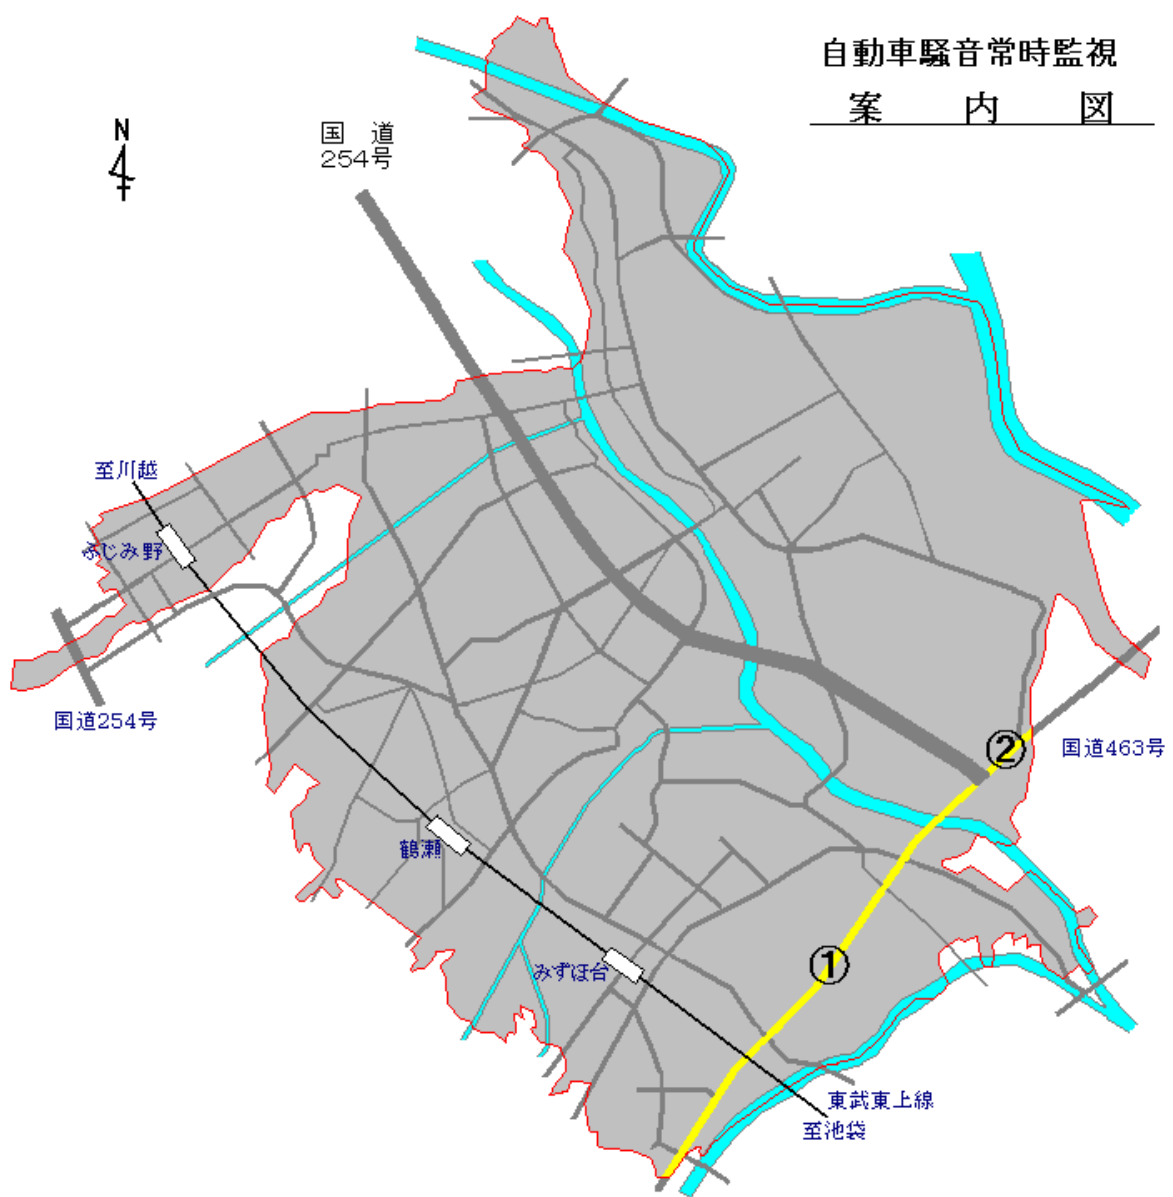 自動車騒音常時監視
案 内 図
N
国 道
254号
至川越
ふじみ野
国道254号
②
国道463号
鶴瀬
①
みずほ台
東武東上線
至池袋